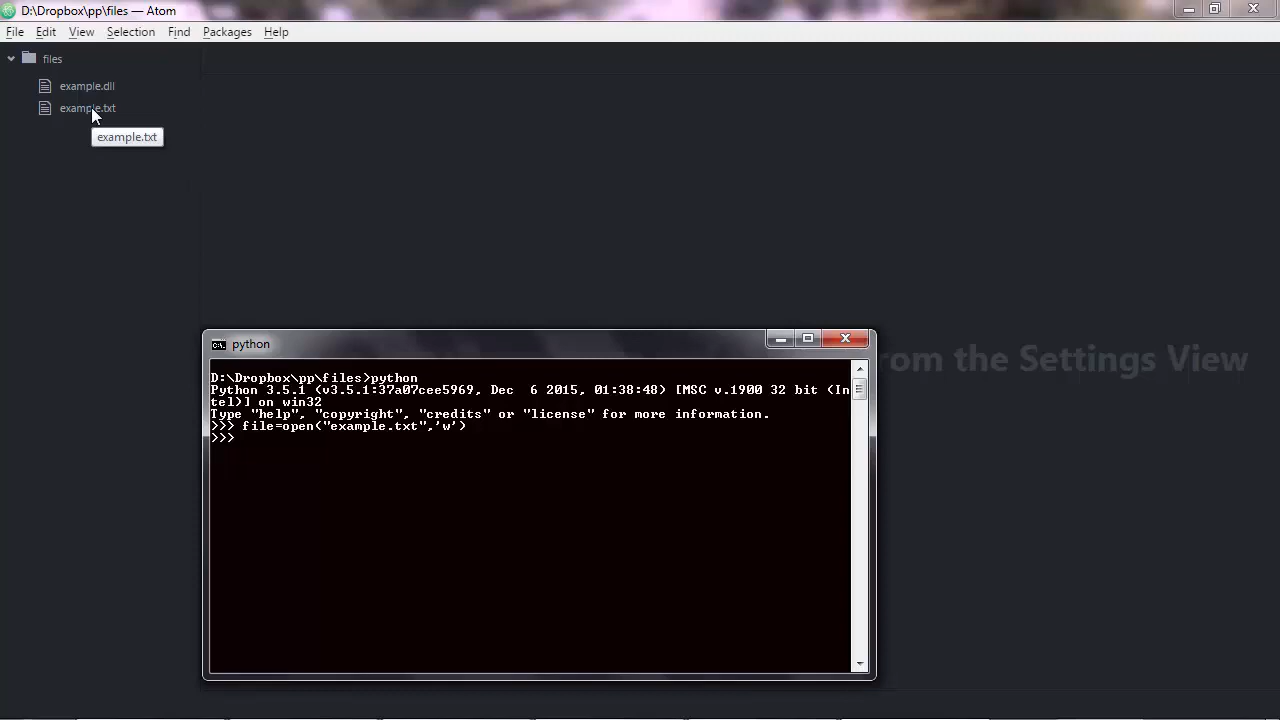 D:\Dropbox\pp\files — Atom
File Edit View Selection Find Packages Help
files
example.dll
example.txt
example.txt
rom the Settings View
python
D:\Dropbox\pp\files>python
Python 3.5.1 (v3.5.1:37a07cee5969, Dec  6 2015, 01:38:48) [MSC v.1900 32 bit (In
tel)] on win32
Type "help", "copyright", "credits" or "license" for more information.
>>> file=open("example.txt",'w')
>>>